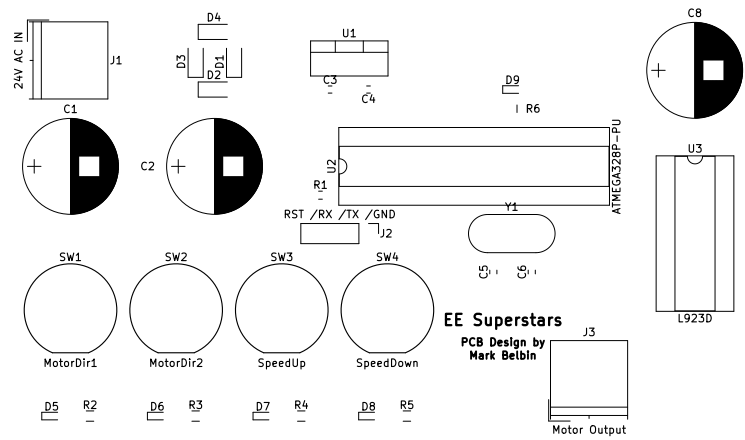 D4
C8
U1
24V AC IN
J1
D3
D1
D2
C3
C4
D9
R6
C1
C2
U2
ATMEGA328P-PU
U3
R1
RST /RX /TX /GND
J2
Y1
C5
C6
SW1
SW2
SW3
SW4
L923D
EE Superstars
PCB Design by
Mark Belbin
J3
MotorDir1
MotorDir2
SpeedUp
SpeedDown
D5
R2
D6
R3
D7
R4
D8
R5
Motor Output